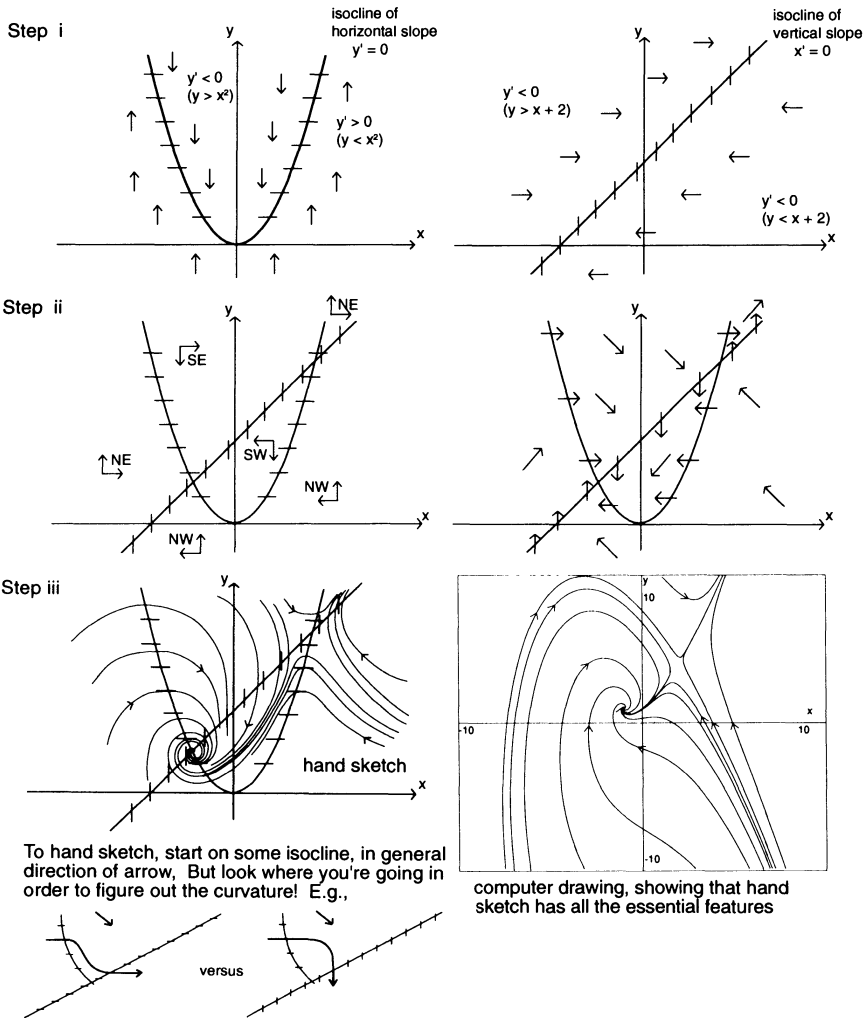 Step i
y
isocline of
horizontal slope
y' = 0
y' < 0
(y > x²)
y' > 0
(y < x²)
x
y
isocline of
vertical slope
x' = 0
y' < 0
(y > x + 2)
y' < 0
(y < x + 2)
x
Step ii
y
NE
SE
NE
SW
NW
NW
x
y
x
Step iii
y
hand sketch
x
y
10
x
-10
10
-10
To hand sketch, start on some isocline, in general
direction of arrow, But look where you're going in
order to figure out the curvature! E.g.,
computer drawing, showing that hand
sketch has all the essential features
versus